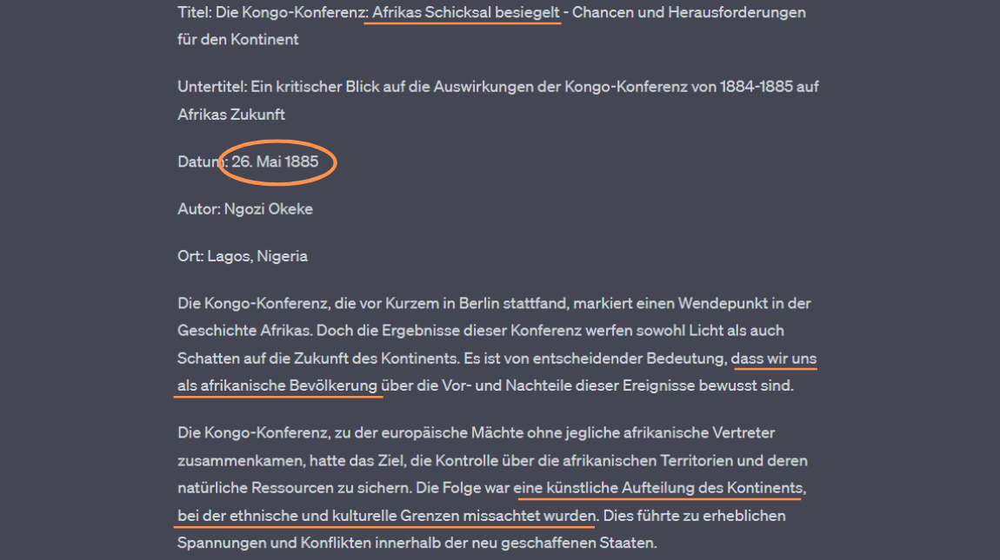 Titel: Die Kongo-Konferenz: Afrikas Schicksal besiegelt - Chancen und Herausforderungen
für den Kontinent
Untertitel: Ein kritischer Blick auf die Auswirkungen der Kongo-Konferenz von 1884-1885 auf
Afrikas Zukunft
Datum: 26. Mai 1885
Autor: Ngozi Okeke
Ort: Lagos, Nigeria
Die Kongo-Konferenz, die vor Kurzem in Berlin stattfand, markiert einen Wendepunkt in der
Geschichte Afrikas. Doch die Ergebnisse dieser Konferenz werfen sowohl Licht als auch
Schatten auf die Zukunft des Kontinents. Es ist von entscheidender Bedeutung, dass wir uns
als afrikanische Bevölkerung über die Vor- und Nachteile dieser Ereignisse bewusst sind.
Die Kongo-Konferenz, zu der europäische Mächte ohne jegliche afrikanische Vertreter
zusammenkamen, hatte das Ziel, die Kontrolle über die afrikanischen Territorien und deren
natürliche Ressourcen zu sichern. Die Folge war eine künstliche Aufteilung des Kontinents,
bei der ethnische und kulturelle Grenzen missachtet wurden. Dies führte zu erheblichen
Spannungen und Konflikten innerhalb der neu geschaffenen Staaten.